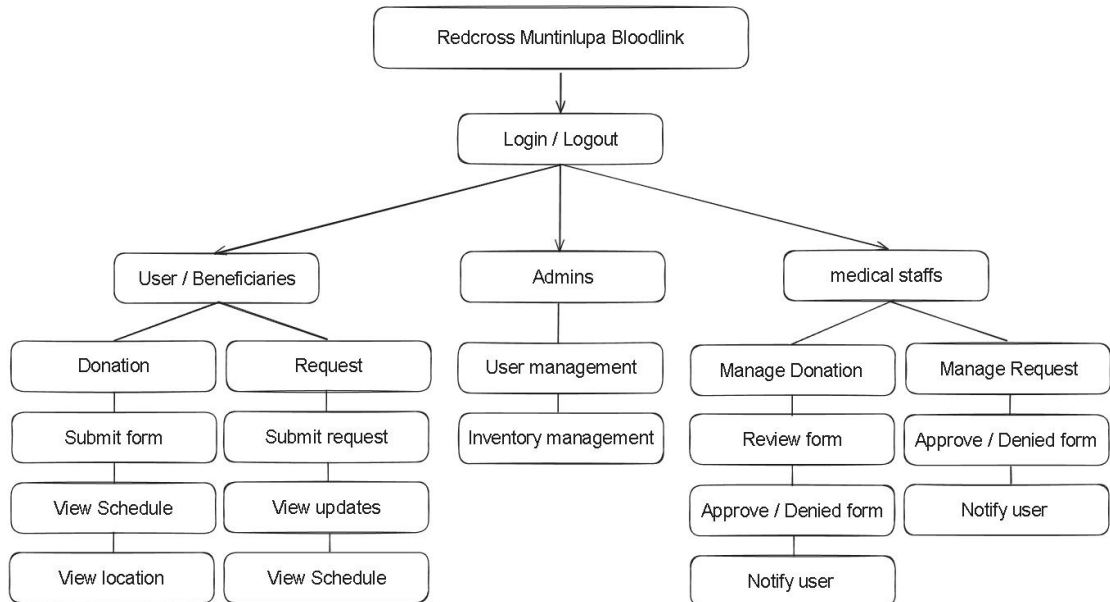 Redcross Muntinlupa Bloodlink
Login / Logout
User / Beneficiaries
Admins
medical staffs
Donation
Request
User management
Manage Donation
Manage Request
Submit form
Submit request
Inventory management
Review form
Approve / Denied form
View Schedule
View updates
Approve / Denied form
Notify user
View location
View Schedule
Notify user